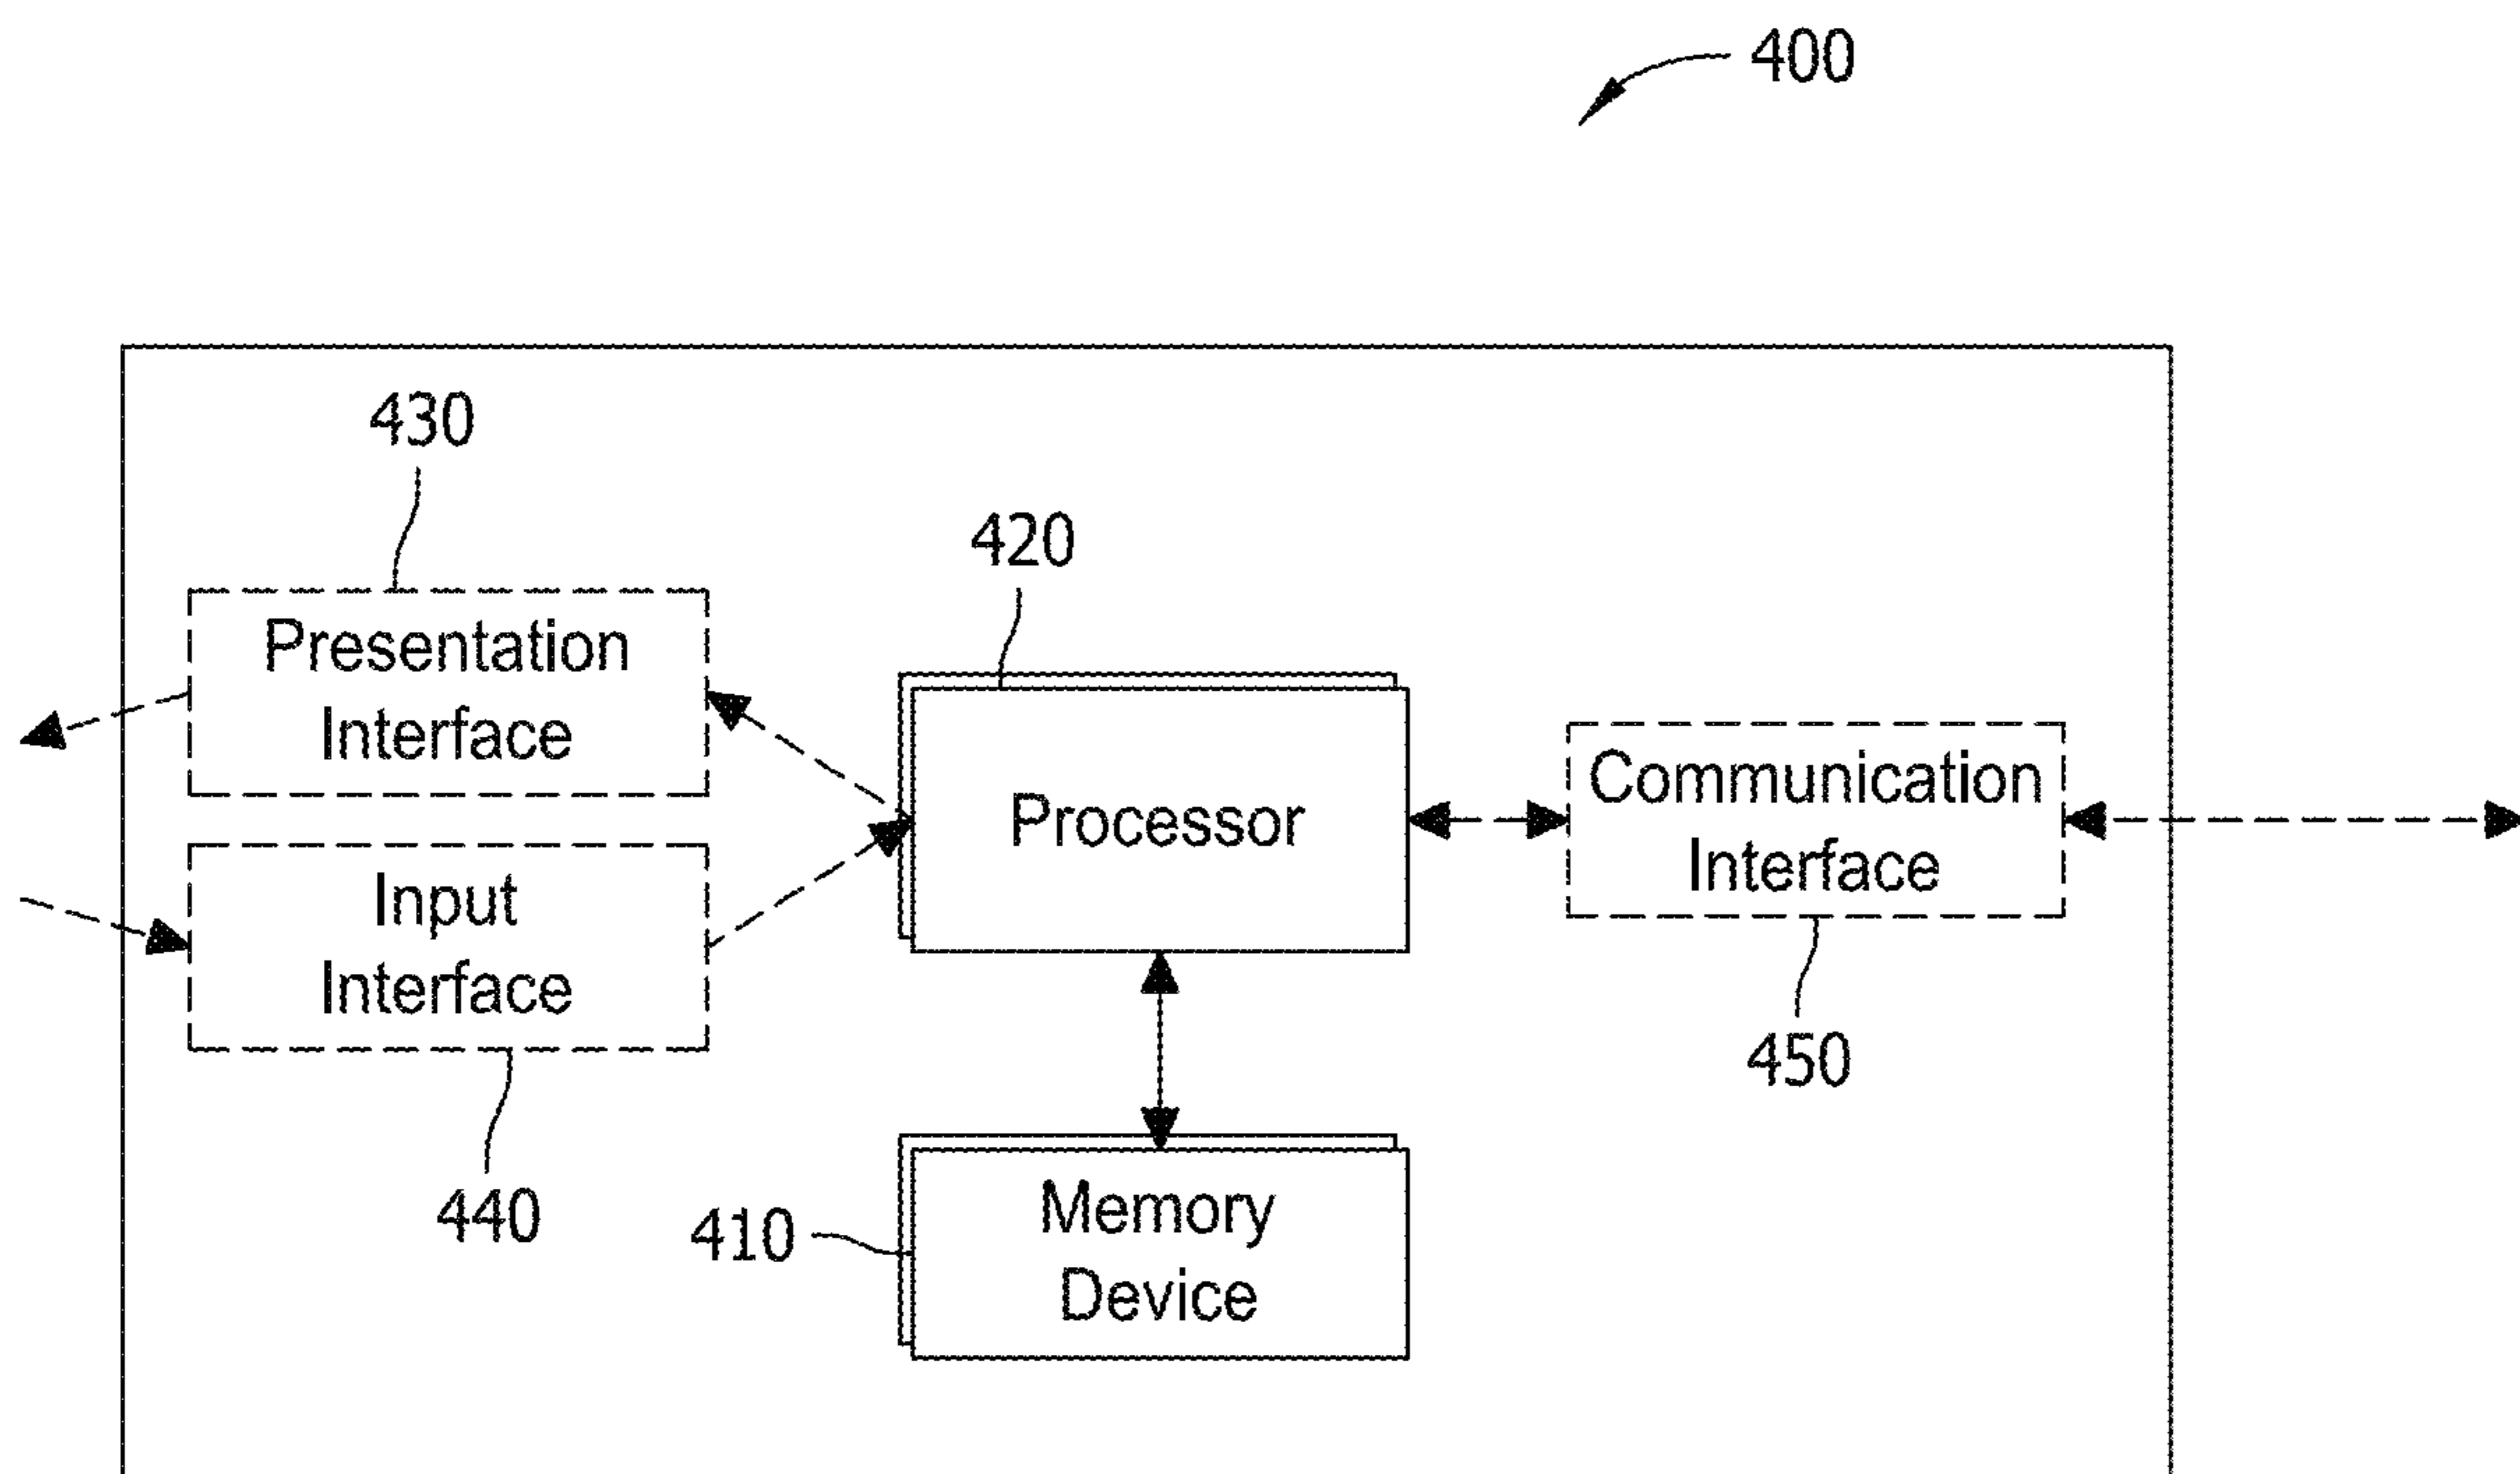 400
430
420
Presentation
Interface
Processor
Communication
Interface
Input
Interface
450
440
410
Memory
Device